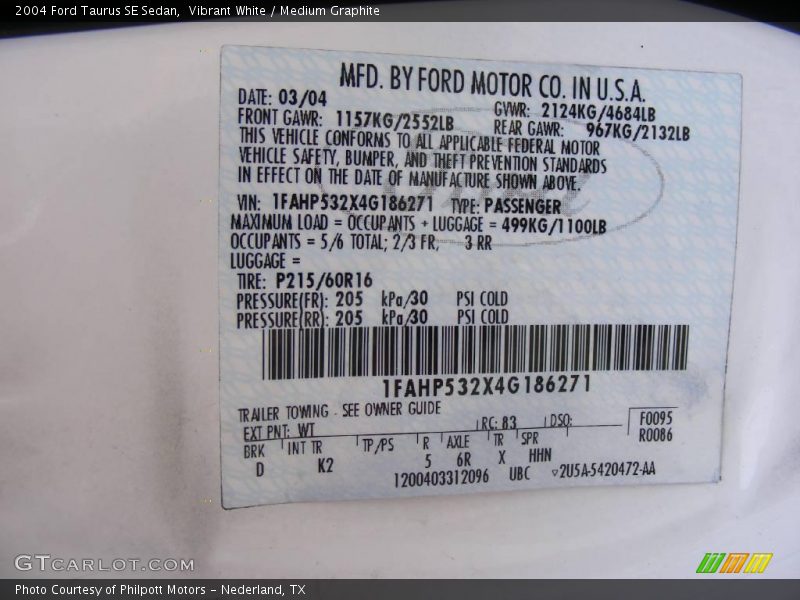 2004 Ford Taurus SE Sedan,  Vibrant White / Medium Graphite
MFD. BY FORD MOTOR CO. IN U.S.A.
DATE: 03/04 GVWR: 2124KG/4684LB
FRONT GAWR: 1157KG/2552LB REAR GAWR: 967KG/2132LB
THIS VEHICLE CONFORMS TO ALL APPLICABLE FEDERAL MOTOR
VEHICLE SAFETY, BUMPER, AND THEFT PREVENTION STANDARDS
IN EFFECT ON THE DATE OF MANUFACTURE SHOWN ABOVE.
VIN: 1FAHP532X4G186271 TYPE: PASSENGER
MAXIMUM LOAD = OCCUPANTS + LUGGAGE = 499KG/1100LB
OCCUPANTS = 5/6 TOTAL; 2/3 FR, 3 RR
LUGGAGE =
TIRE: P215/60R16
PRESSURE(FR): 205 kPa/30 PSI COLD
PRESSURE(RR): 205 kPa/30 PSI COLD
1FAHP532X4G186271
TRAILER TOWING - SEE OWNER GUIDE
EXT PNT: WT RC: 83 DSO: F0095
R0086
BRK INT TR TP/PS R AXLE TR SPR
D K2 5 6R X HHN
1200403312096 UBC 2U5A-5420472-AA
GTCARLOT.COM
Photo Courtesy of Philpott Motors - Nederland, TX